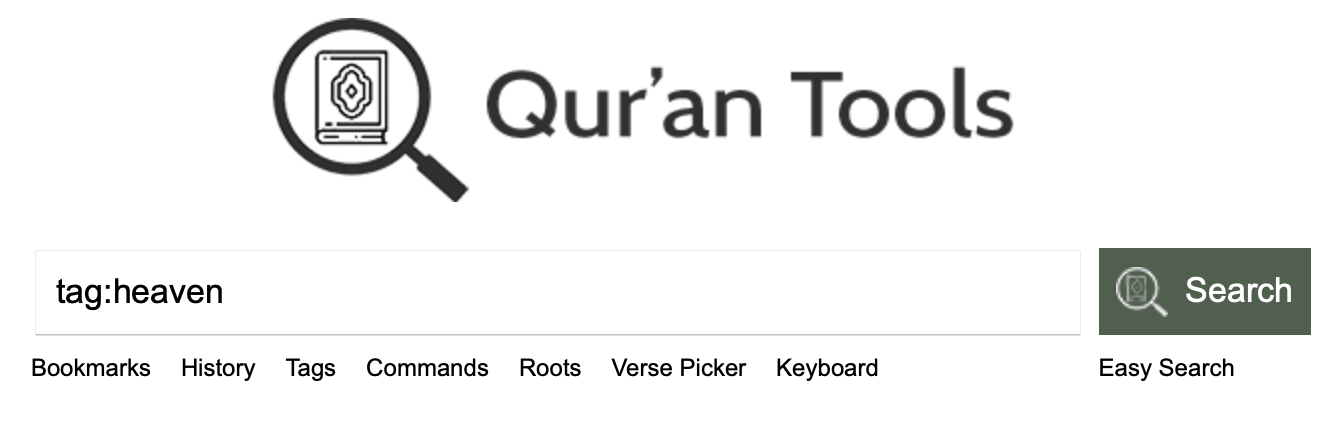 Qur’an Tools
tag:heaven
Search
Bookmarks History Tags Commands Roots Verse Picker Keyboard
Easy Search